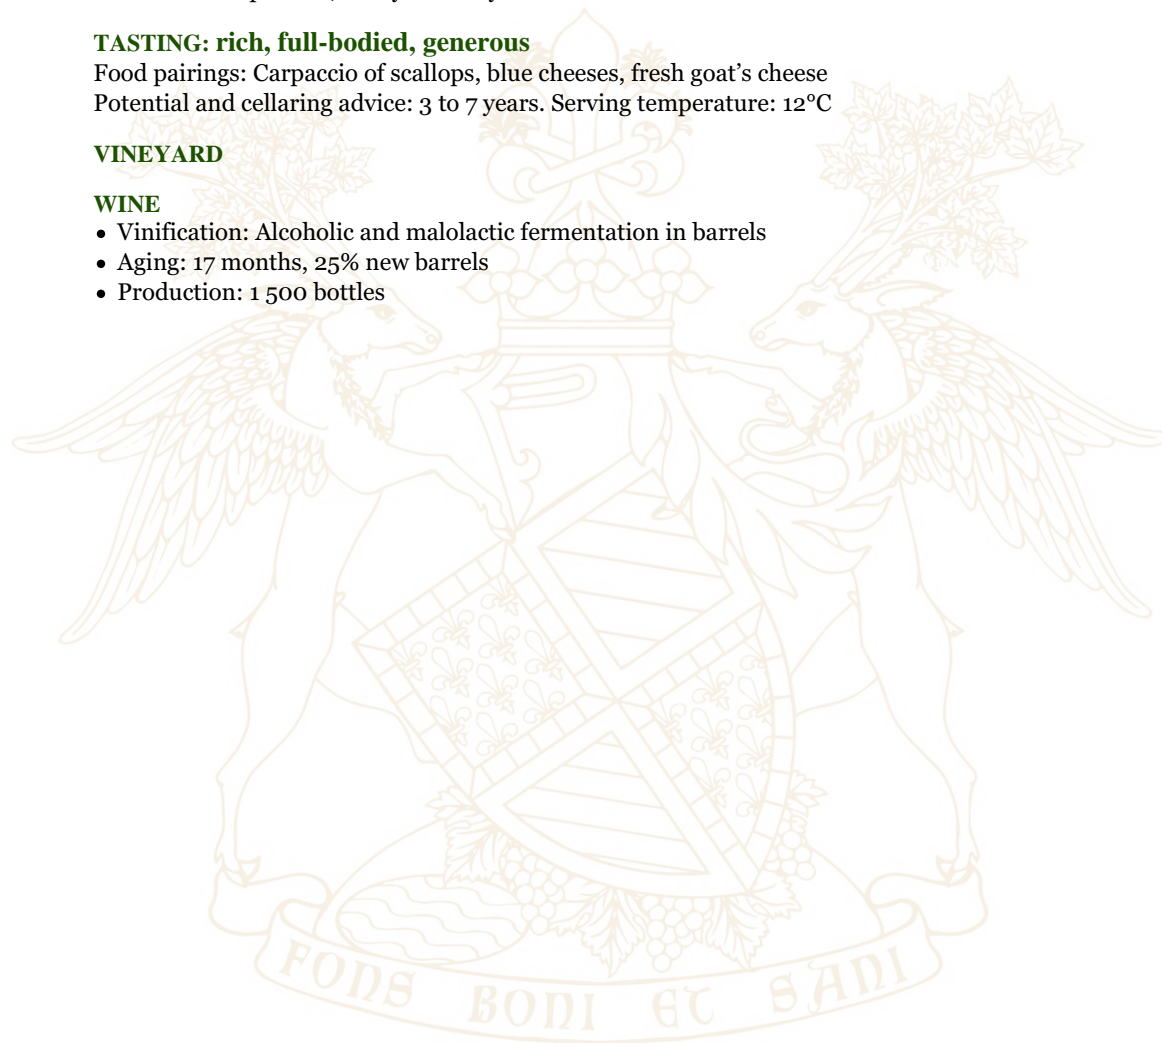 TASTING: rich, full-bodied, generous
Food pairings: Carpaccio of scallops, blue cheeses, fresh goat’s cheese
Potential and cellaring advice: 3 to 7 years. Serving temperature: 12°C
VINEYARD
WINE
• Vinification: Alcoholic and malolactic fermentation in barrels
• Aging: 17 months, 25% new barrels
• Production: 1 500 bottles
FONS BONI ET SANI